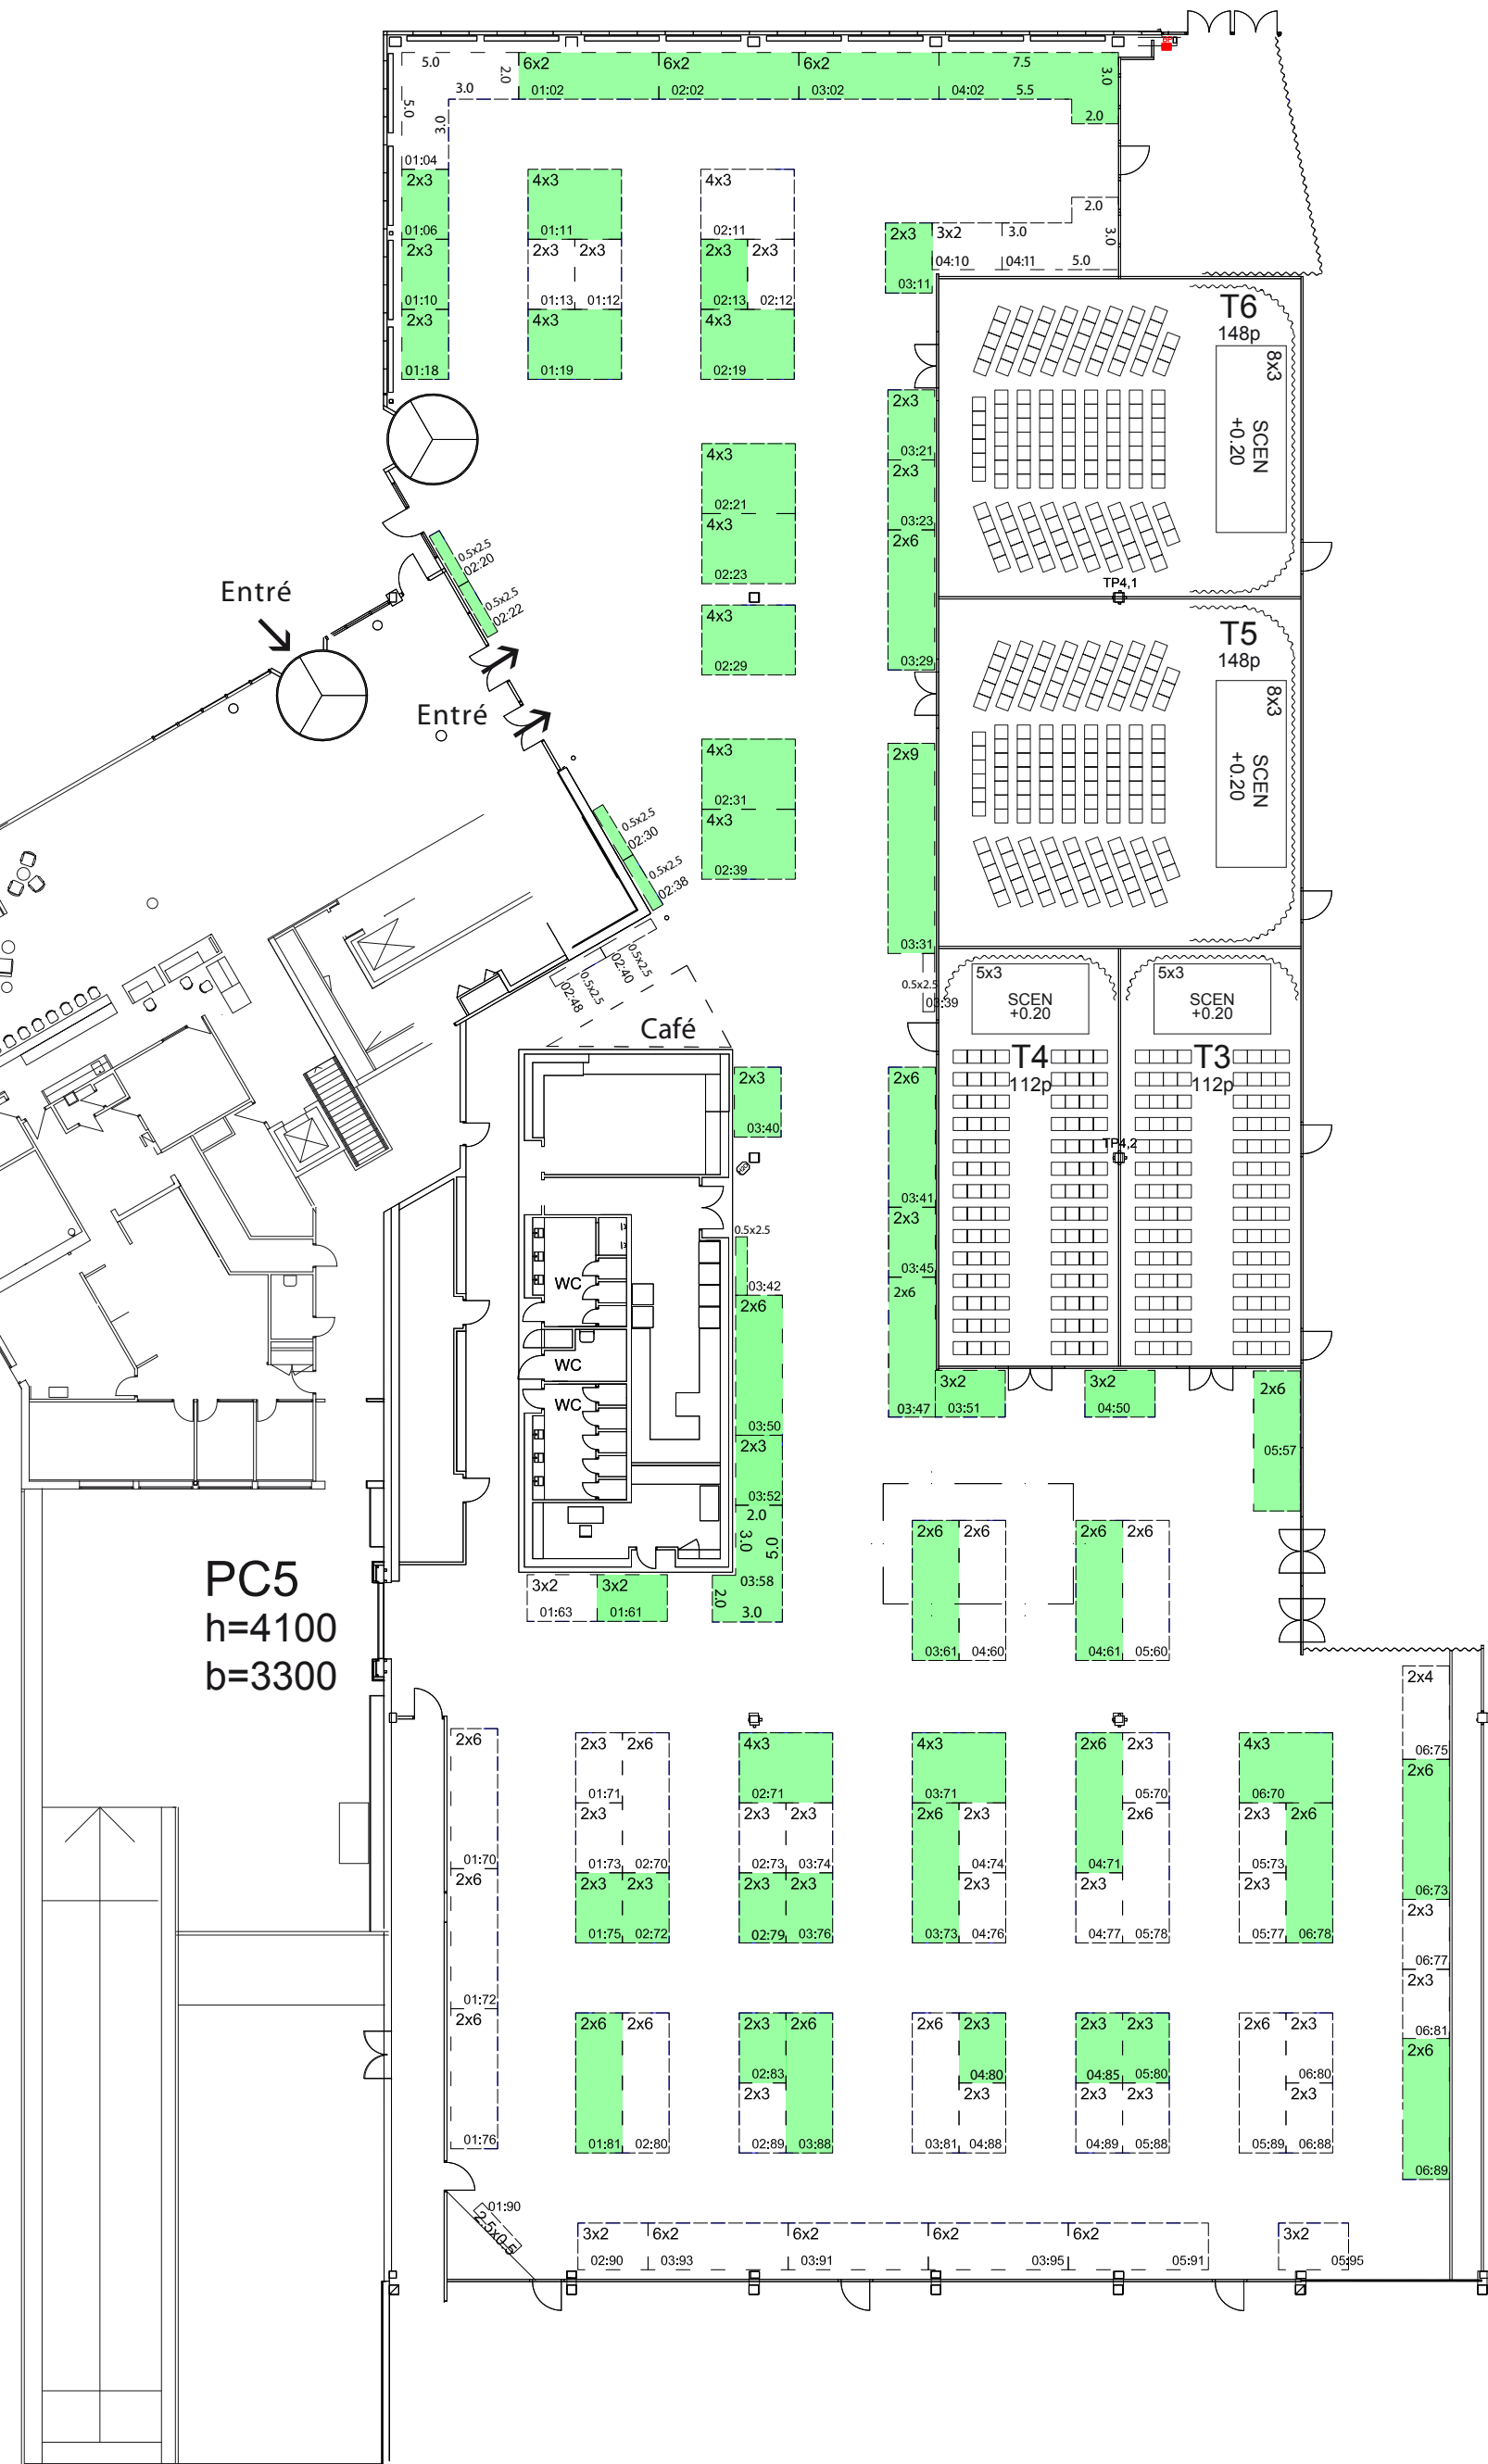 5.0
2.0
6x2
6x2
6x2
7.5
3.0
3.0
01:02
02:02
03:02
04:02
5.5
5.0
3.0
2.0
01:04
2x3
4x3
4x3
2.0
01:06
01:11
02:11
2x3
3x2
3.0
3.0
2x3
2x3
2x3
2x3
2x3
04:10
04:11
5.0
01:10
01:13
01:12
02:13
02:12
03:11
2x3
4x3
4x3
T6
148p
01:18
01:19
02:19
8x3
SCEN
+0.20
2x3
03:21
4x3
2x3
02:21
03:23
4x3
2x6
02:23
0.5x2.5
02:20
0.5x2.5
02:22
TP4,1
Entré
4x3
T5
148p
02:29
03:29
8x3
SCEN
+0.20
Entré
4x3
2x9
02:31
4x3
0.5x2.5
02:30
02:39
0.5x2.5
02:38
03:31
0.5x2.5
02:40
0.5x2.5
02:48
0.5x2.5
03:39
5x3
SCEN
+0.20
5x3
SCEN
+0.20
Café
T4
112p
T3
112p
2x3
2x6
03:40
TP4,2
03:41
2x3
0.5x2.5
03:45
WC
03:42
2x6
2x6
WC
WC
3x2
3x2
2x6
03:47
03:51
04:50
03:50
2x3
05:57
03:52
2.0
3.0
5.0
2x6
2x6
2x6
2x6
PC5
h=4100
b=3300
3x2
3x2
03:58
01:63
01:61
2.0
3.0
03:61
04:60
04:61
05:60
2x4
06:75
2x6
2x3
2x6
4x3
4x3
2x6
2x3
4x3
01:71
02:71
03:71
05:70
06:70
2x6
2x3
2x3
2x3
2x6
2x3
2x6
2x3
2x6
01:70
01:73
02:70
02:73
03:74
04:74
04:71
05:73
2x6
2x3
2x3
2x3
2x3
2x3
2x3
2x3
06:73
01:75
02:72
02:79
03:76
03:73
04:76
04:77
05:78
05:77
06:78
2x3
06:77
01:72
2x3
2x6
2x6
2x6
2x3
2x6
2x6
2x3
2x3
2x3
2x6
2x3
06:81
2x6
02:83
04:80
04:85
05:80
06:80
2x3
2x3
2x3
2x3
2x3
01:76
01:81
02:80
02:89
03:88
03:81
04:88
04:89
05:88
05:89
06:88
06:89
01:90
2.5x0.5
3x2
6x2
6x2
6x2
6x2
3x2
02:90
03:93
03:91
03:95
05:91
05:95